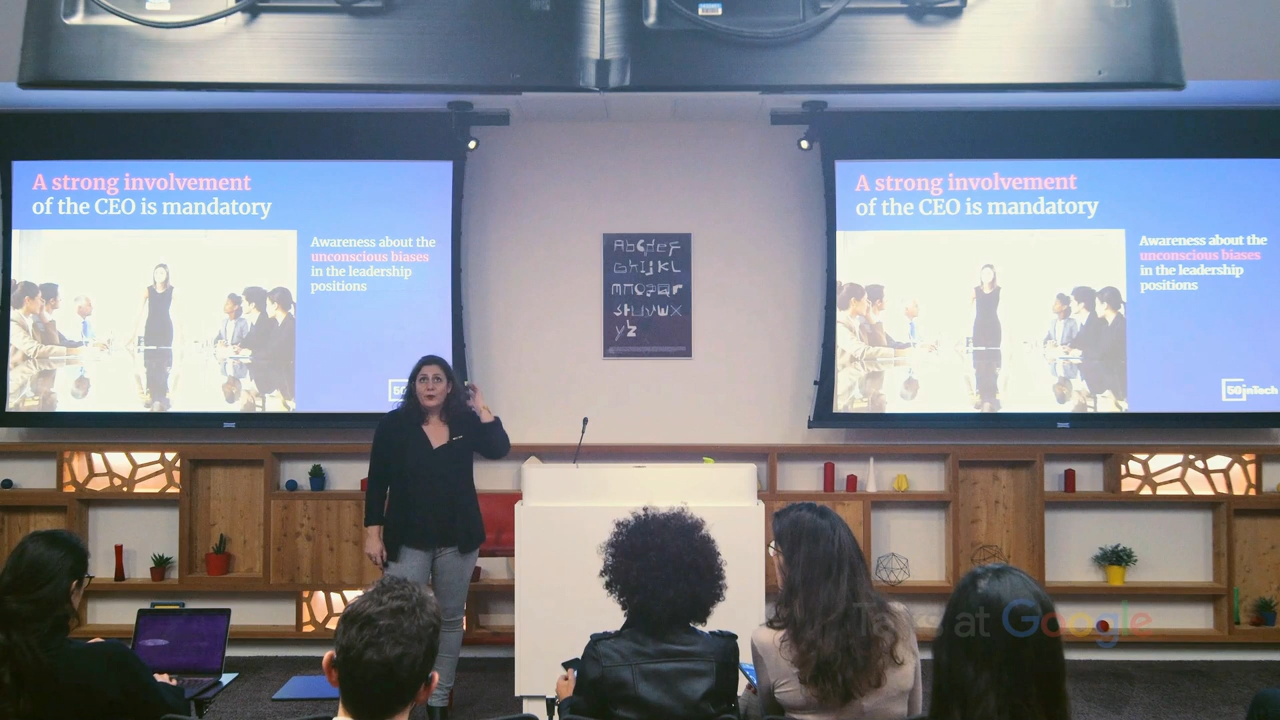 A strong involvement
of the CEO is mandatory
Awareness about the
unconscious biases
in the leadership
positions
50
AbCdef
GhIJKL
mnopqr
stuvwx
yz
A strong involvement
of the CEO is mandatory
Awareness about the
unconscious biases
in the leadership
positions
50inTech
Talks at Google